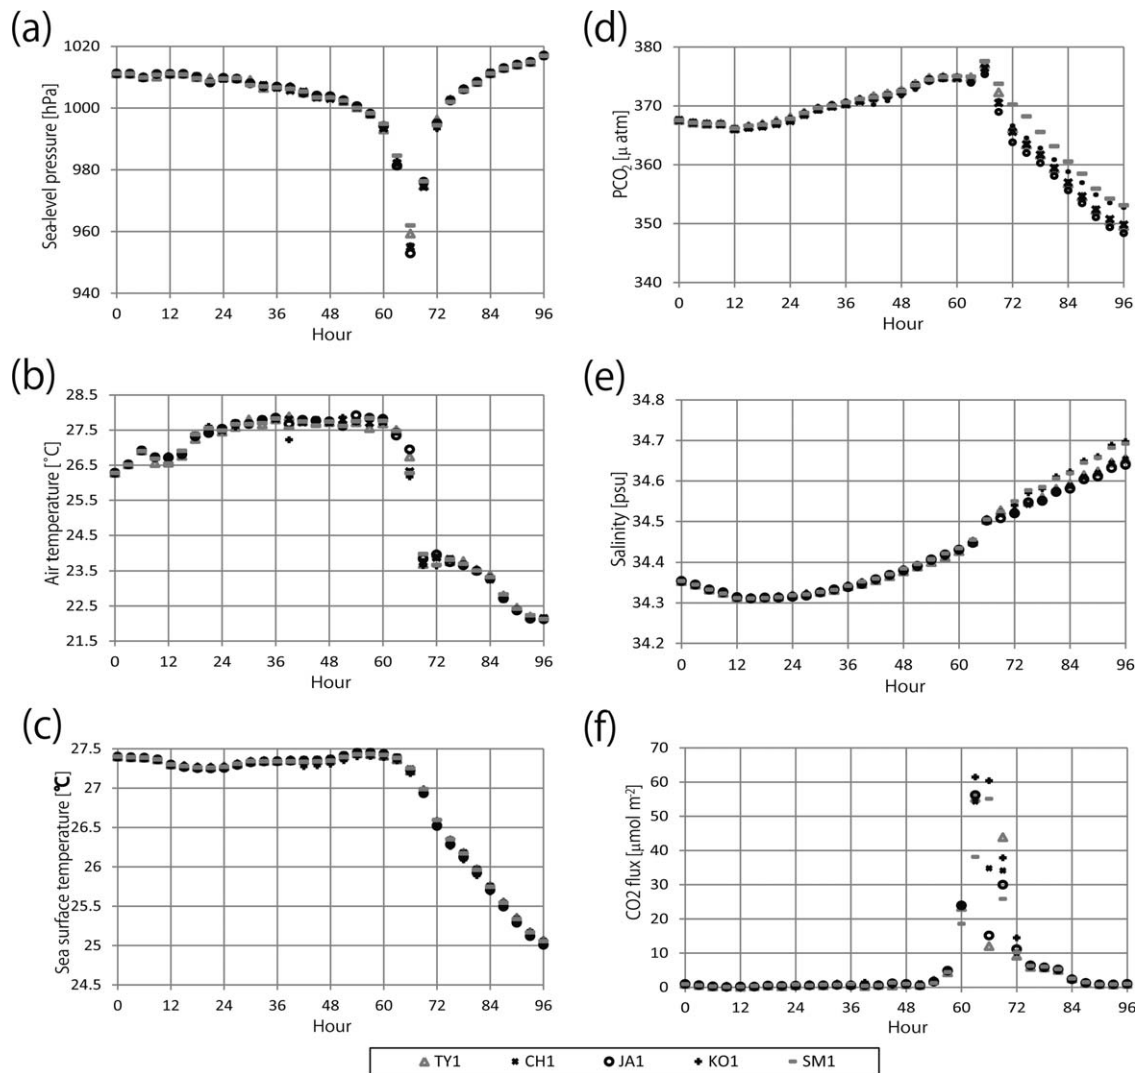 (a)
1020
1000
980
960
940
Sea-level pressure [hPa]
0 12 24 36 48 60 72 84 96
Hour
(b)
28.5
27.5
26.5
25.5
24.5
23.5
22.5
21.5
Air temperature [˚C]
0 12 24 36 48 60 72 84 96
Hour
(c)
27.5
27
26.5
26
25.5
25
24.5
Sea surface temperature [℃]
0 12 24 36 48 60 72 84 96
Hour
(d)
380
370
360
350
340
PCO₂ [μ atm]
0 12 24 36 48 60 72 84 96
Hour
(e)
34.8
34.7
34.6
34.5
34.4
34.3
34.2
Salinity [psu]
0 12 24 36 48 60 72 84 96
Hour
(f)
70
60
50
40
30
20
10
0
CO2 flux [μmol m⁻²]
0 12 24 36 48 60 72 84 96
Hour
TY1 CH1 JA1 KO1 SM1